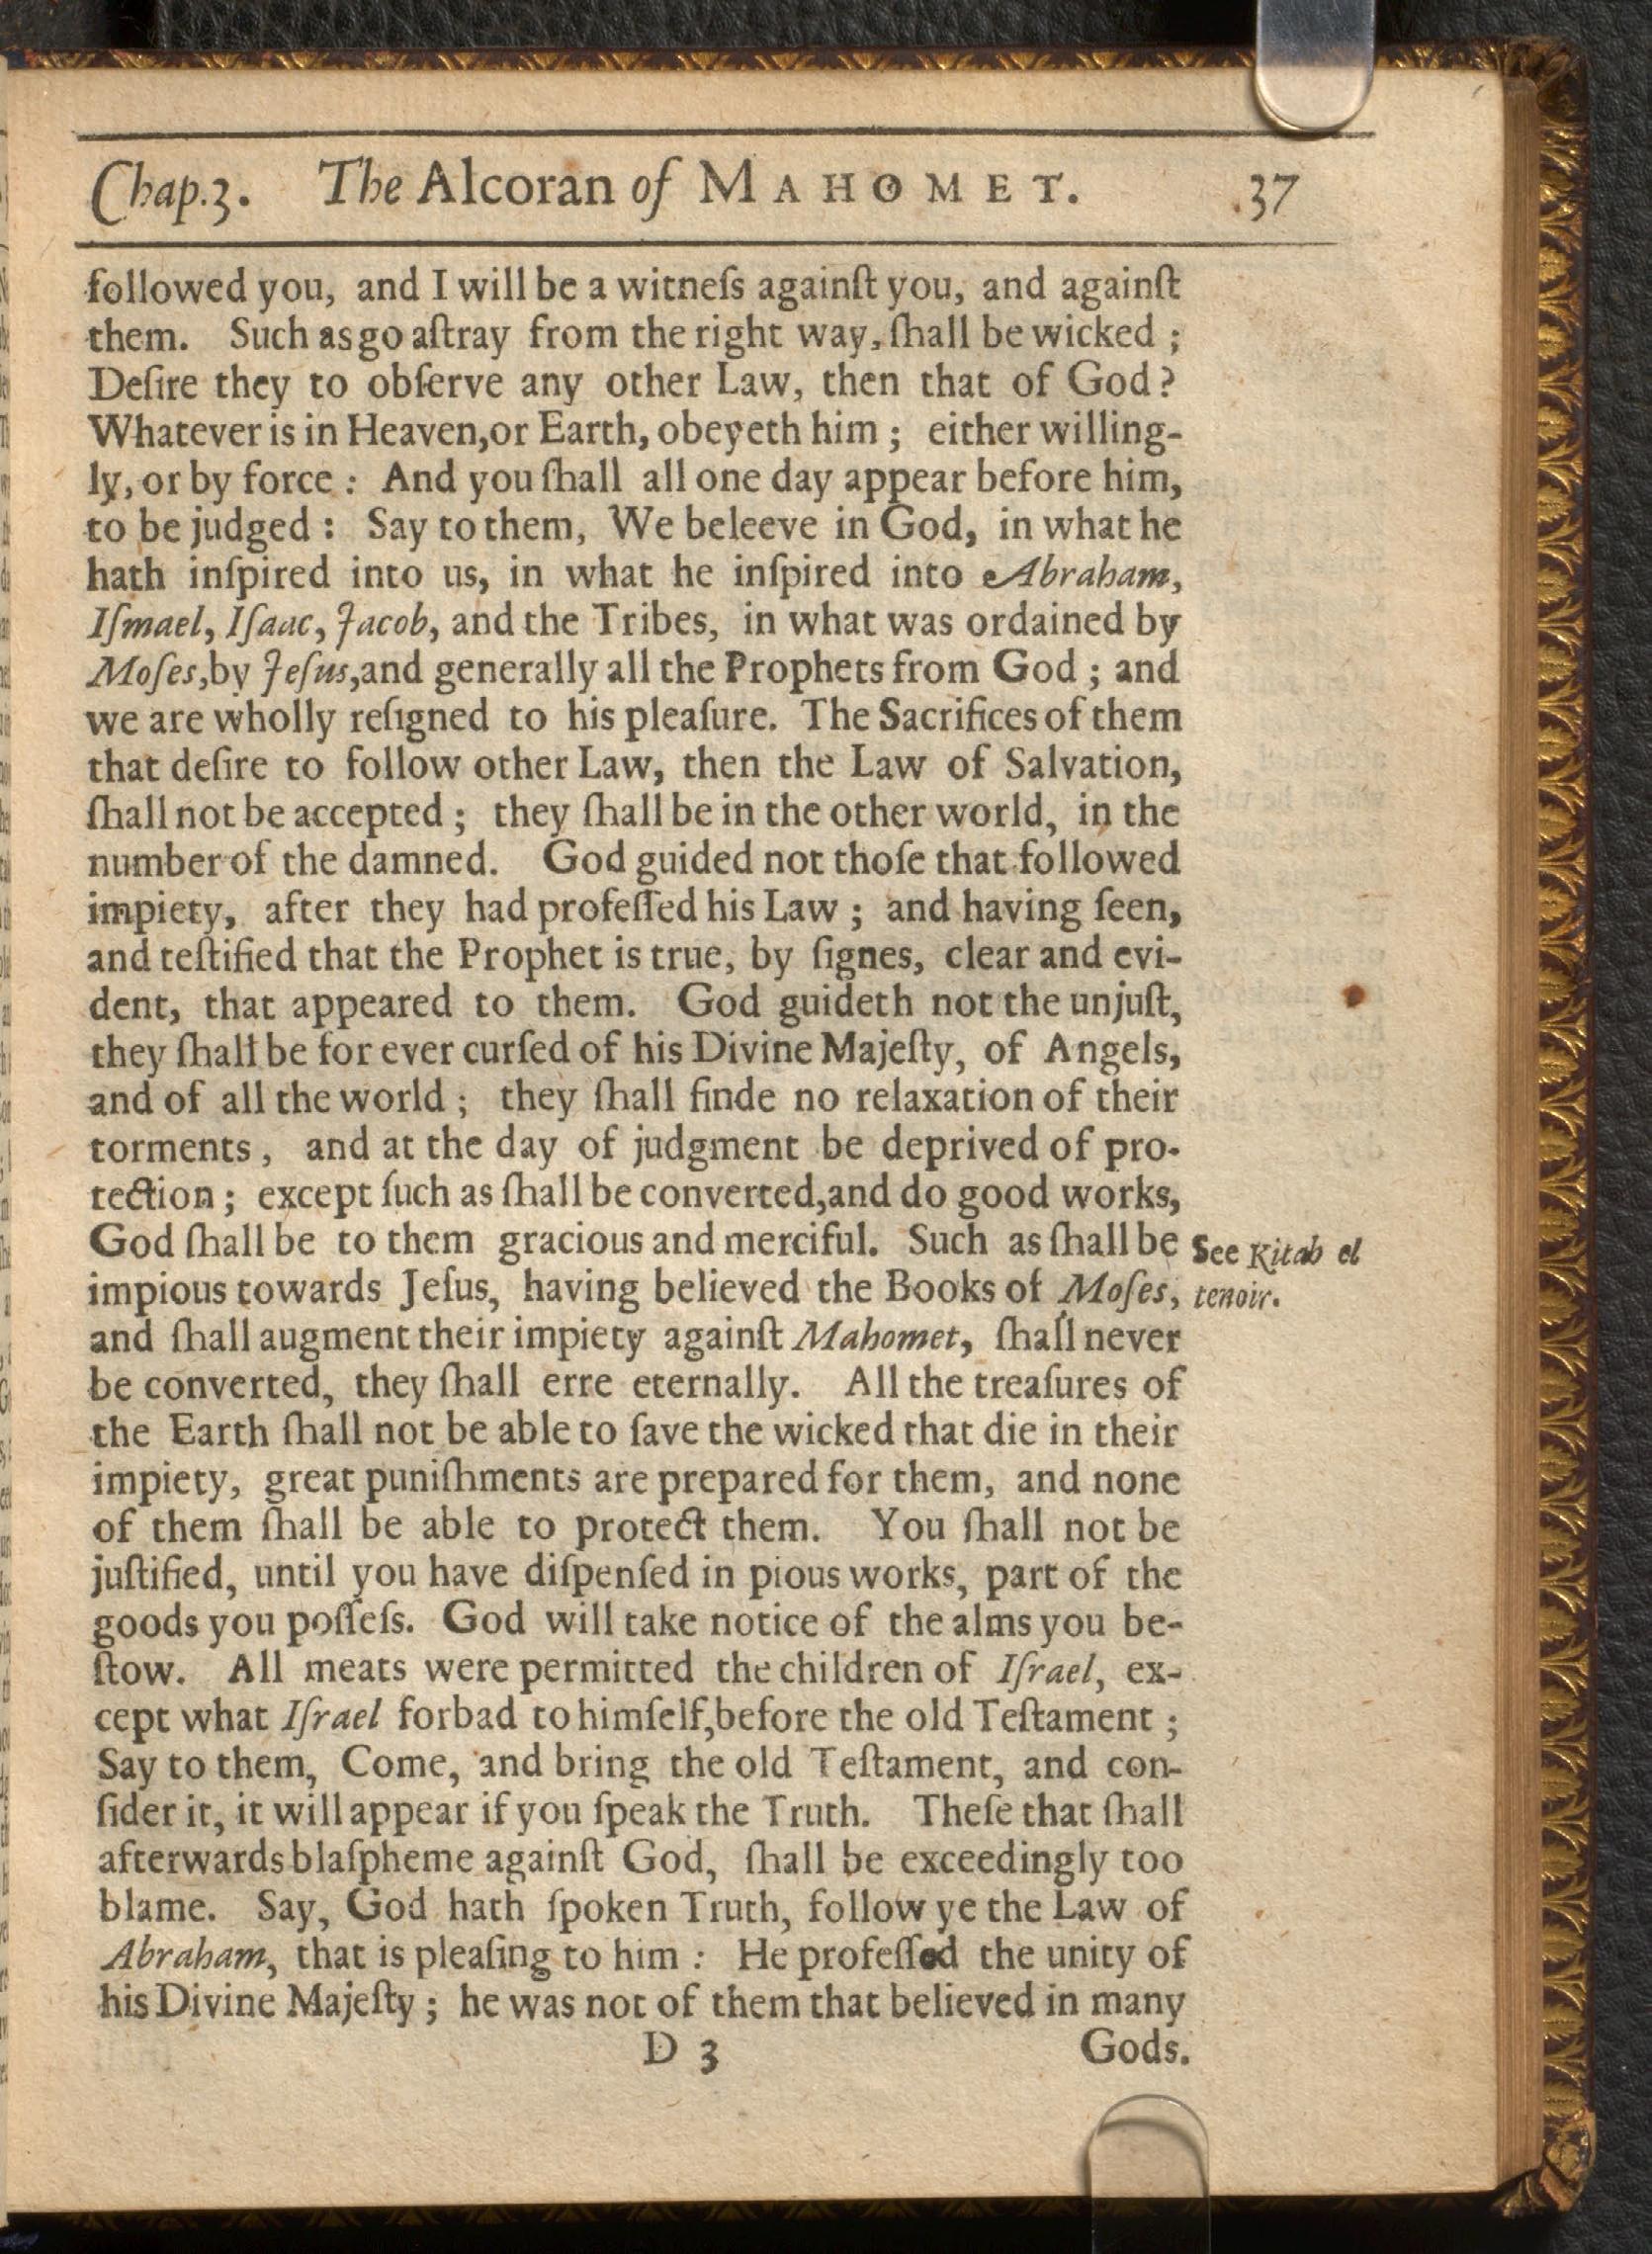 Chap.3. The Alcoran of MAHOMET. 37
followed you, and I will be a witneſs againſt you, and againſt
them. Such as go aſtray from the right way, ſhall be wicked ;
Deſire they to obſerve any other Law, then that of God?
Whatever is in Heaven,or Earth, obeyeth him ; either willing-
ly, or by force : And you ſhall all one day appear before him,
to be judged : Say to them, We beleeve in God, in what he
hath inſpired into us, in what he inſpired into Abraham,
Iſmael, Iſaac, Jacob, and the Tribes, in what was ordained by
Moſes,by Jeſus,and generally all the Prophets from God ; and
we are wholly reſigned to his pleaſure. The Sacrifices of them
that deſire to follow other Law, then the Law of Salvation,
ſhall not be accepted ; they ſhall be in the other world, in the
number of the damned. God guided not thoſe that followed
impiety, after they had profeſſed his Law ; and having ſeen,
and teſtified that the Prophet is true, by ſignes, clear and evi-
dent, that appeared to them. God guideth not the unjuſt,
they ſhall be for ever curſed of his Divine Majeſty, of Angels,
and of all the world ; they ſhall finde no relaxation of their
torments, and at the day of judgment be deprived of pro-
tection ; except ſuch as ſhall be converted,and do good works,
God ſhall be to them gracious and merciful. Such as ſhall be
impious towards Jeſus, having believed the Books of Moſes,
and ſhall augment their impiety againſt Mahomet, ſhall never
be converted, they ſhall erre eternally. All the treaſures of
the Earth ſhall not be able to ſave the wicked that die in their
impiety, great puniſhments are prepared for them, and none
of them ſhall be able to protect them. You ſhall not be
juſtified, until you have diſpenſed in pious works, part of the
goods you poſſeſs. God will take notice of the alms you be-
ſtow. All meats were permitted the children of Iſrael, ex-
cept what Iſrael forbad to himſelf,before the old Teſtament ;
Say to them, Come, and bring the old Teſtament, and con-
ſider it, it will appear if you ſpeak the Truth. Theſe that ſhall
afterwards blaſpheme againſt God, ſhall be exceedingly too
blame. Say, God hath ſpoken Truth, follow ye the Law of
Abraham, that is pleaſing to him : He profeſſed the unity of
his Divine Majeſty ; he was not of them that believed in many
D 3 Gods.
See Kitab el
tenoir.